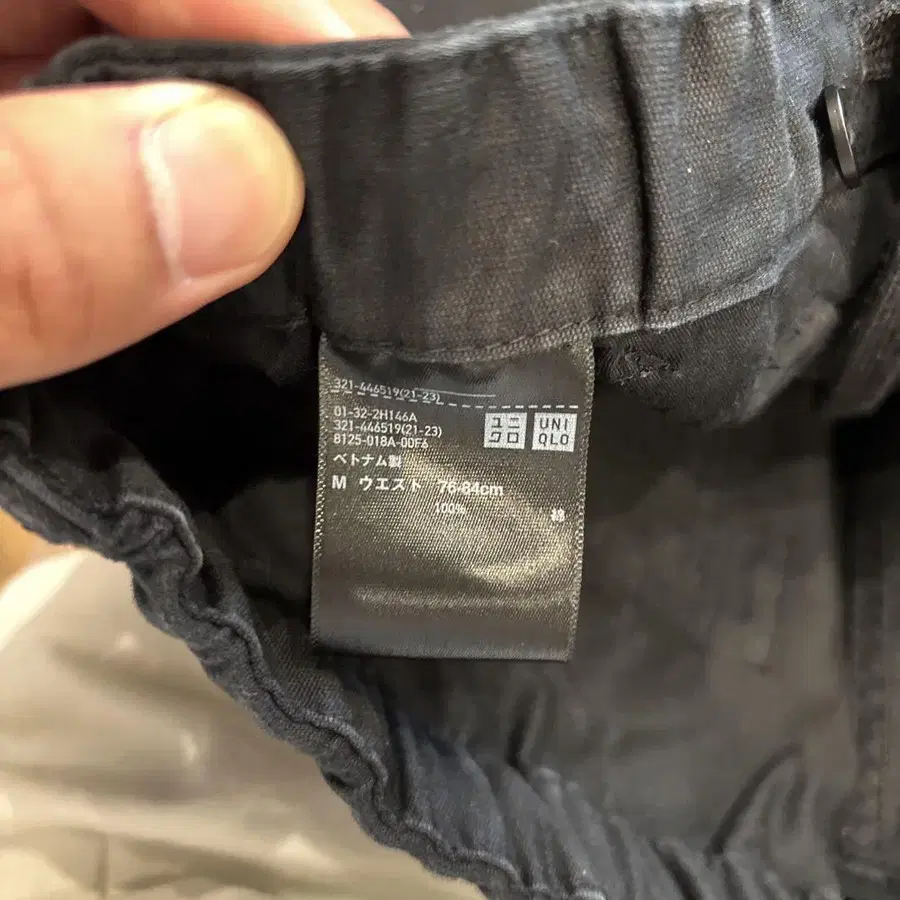 321-446519(21-23)
01-32-2H146A
321-446519(21-23)
8125-018A-00F6
ユニ
クロ
UNI
QLO
ベトナム製
M ウエスト 76-84cm
100% 綿